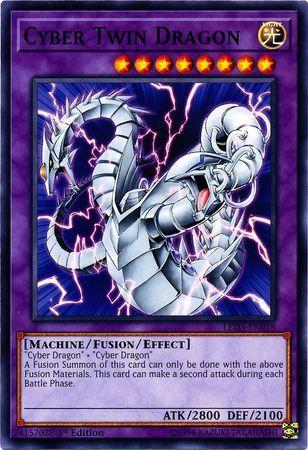 CYBER TWIN DRAGON
LIGHT
光
LEDD-EN018
[MACHINE/FUSION/EFFECT]
"Cyber Dragon" + "Cyber Dragon"
A Fusion Summon of this card can only be done with the above
Fusion Materials. This card can make a second attack during each
Battle Phase.
ATK/2800 DEF/2100
74157028 1st Edition
©1996 KAZUKI TAKAHASHI